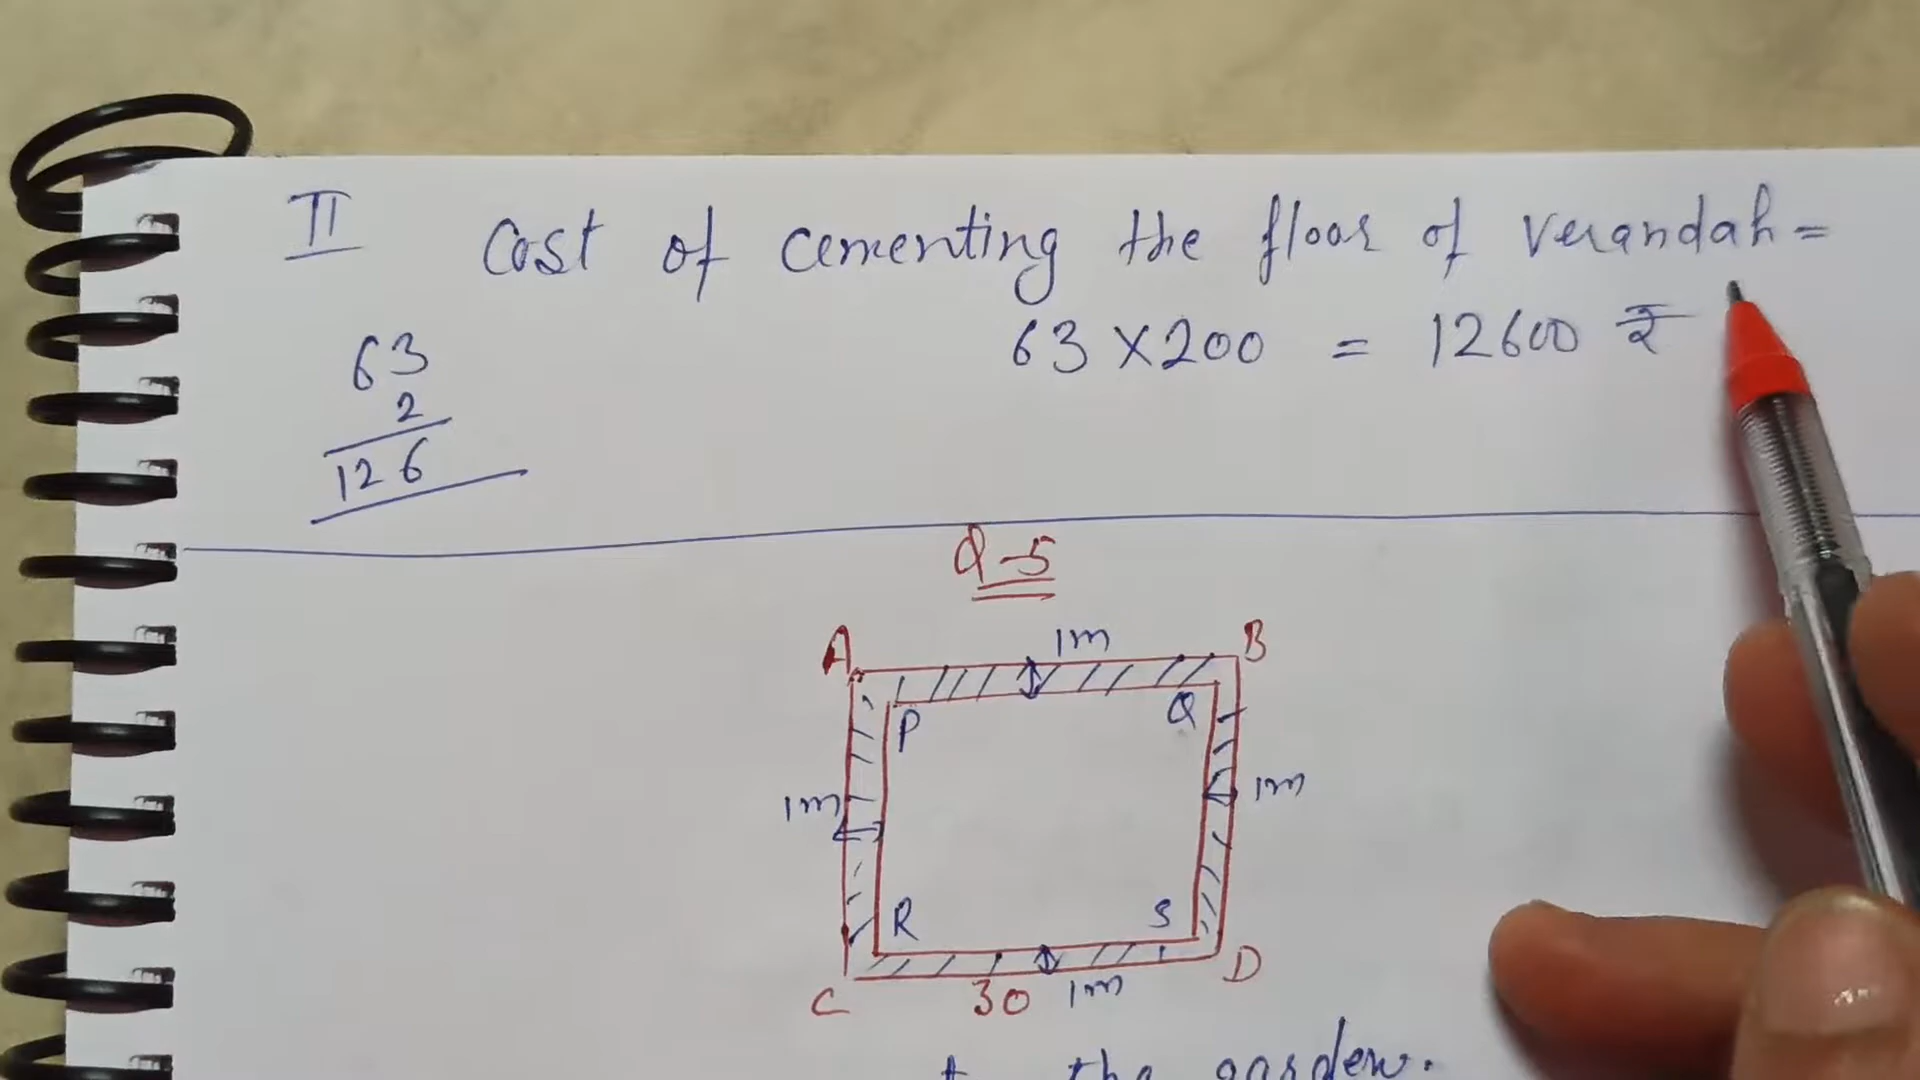 II Cost of cementing the floor of verandah =
63 × 200 = 12600 ₹
63
2
126
Q-5
A 1m B
P Q
1m 1m
R S
C 30 1m D
the garden.